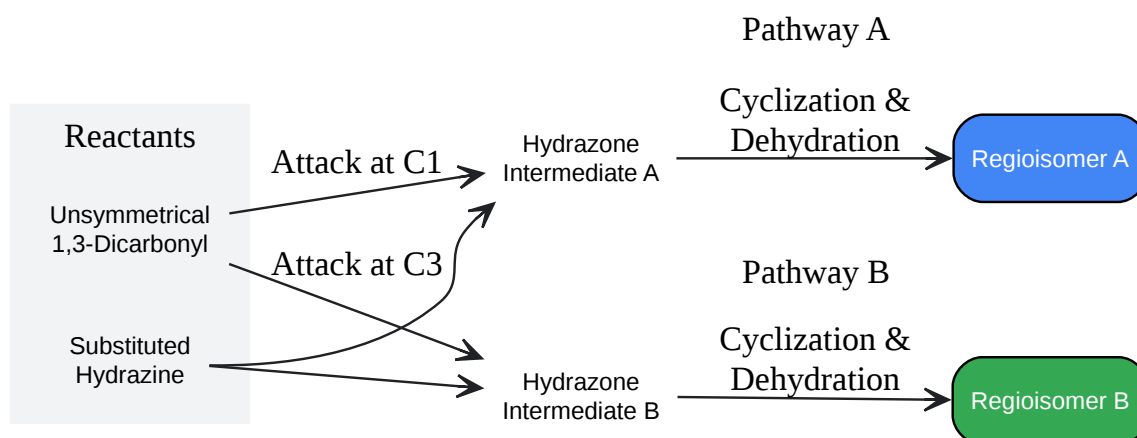 Pathway A
Cyclization &
Dehydration
Reactants
Hydrazone
Intermediate A
Regioisomer A
Attack at C1
Unsymmetrical
1,3-Dicarbonyl
Attack at C3
Pathway B
Substituted
Hydrazine
Cyclization &
Dehydration
Hydrazone
Intermediate B
Regioisomer B